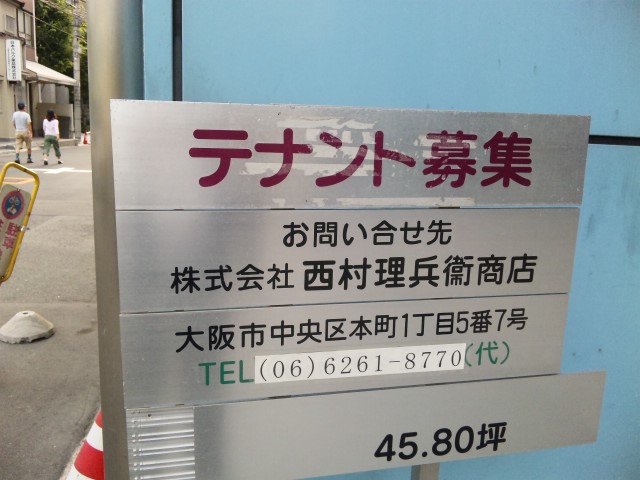 テナント募集
お問い合せ先
株式会社 西村理兵衞商店
大阪市中央区本町1丁目5番7号
TEL(06)6261-8770(代)
45.80坪